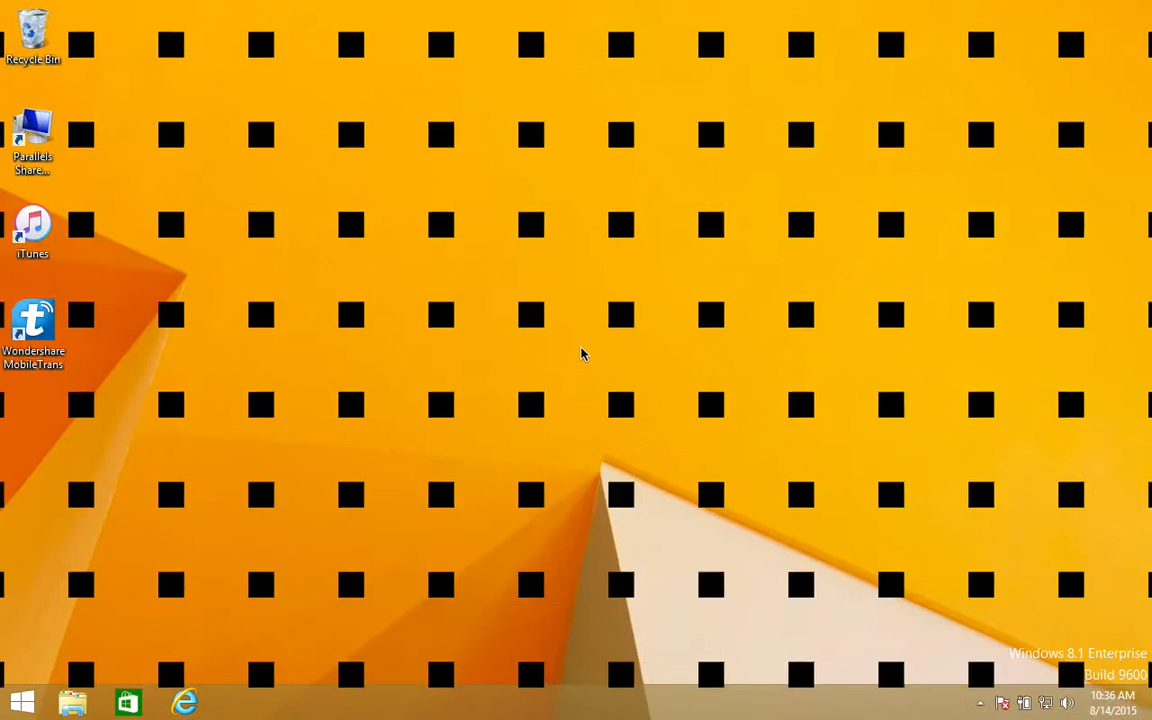 Recycle Bin
Parallels
Share...
iTunes
Wondershare
MobileTrans
Windows 8.1 Enterprise
Build 9600
10:36 AM
8/14/2015